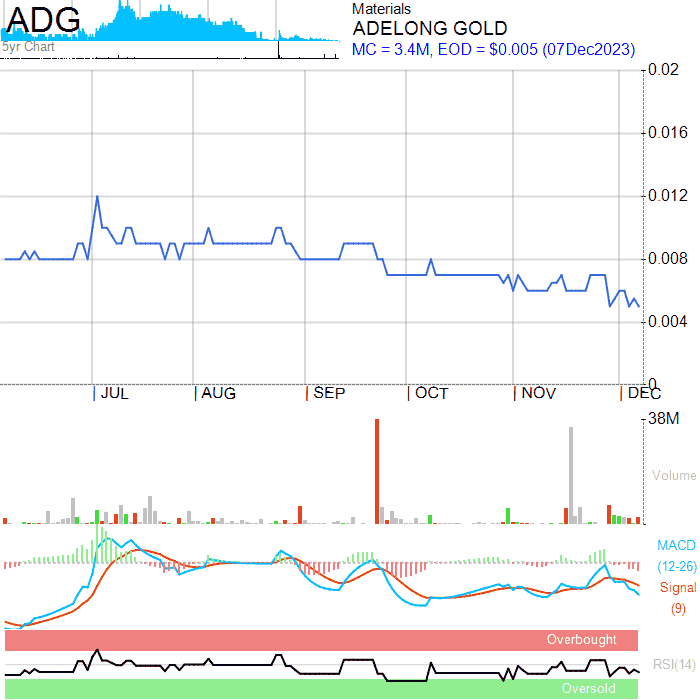 ADG
5yr Chart
Materials
ADELONG GOLD
MC = 3.4M, EOD = $0.005 (07Dec2023)
0.02
0.016
0.012
0.008
0.004
0
JUL
AUG
SEP
OCT
NOV
DEC
38M
Volume
MACD
(12-26)
Signal
(9)
Overbought
RSI(14)
Oversold